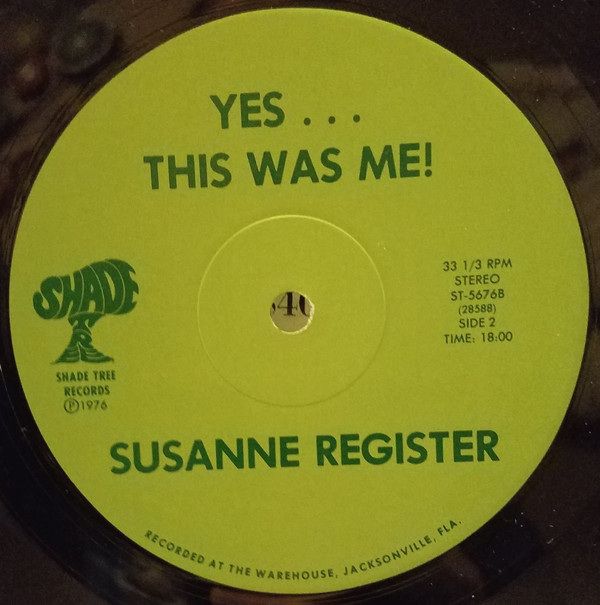 YES . . .
THIS WAS ME!
SHADE
TREE
SHADE TREE
RECORDS
Ⓟ1976
33 1/3 RPM
STEREO
ST-5676B
(28588)
SIDE 2
TIME: 18:00
SUSANNE REGISTER
RECORDED AT THE WAREHOUSE, JACKSONVILLE, FLA.